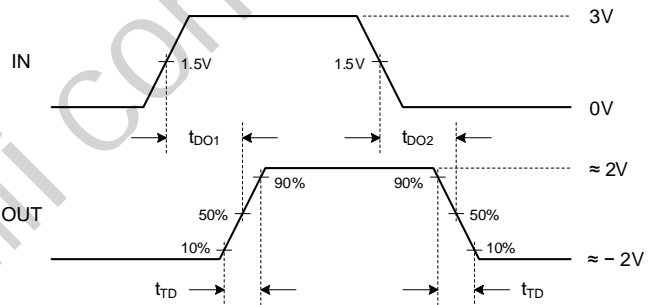 3V
IN
1.5V
1.5V
0V
tDO1
tDO2
≈ 2V
90%
90%
OUT
50%
50%
10%
10%
≈ − 2V
tTD
tTD